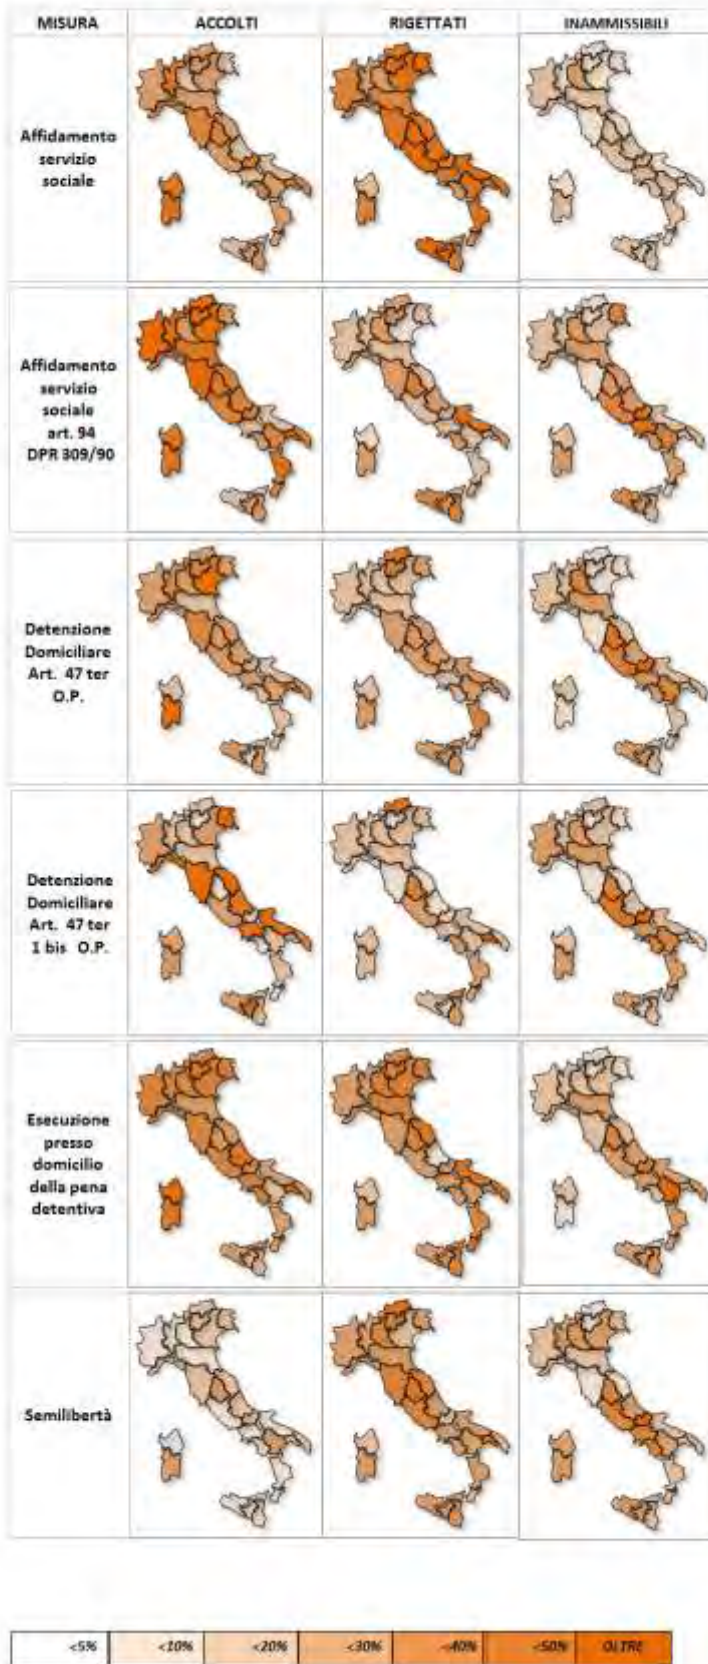 MISURA ACCOLTI RIGETTATI INAMMISSIBILI
Affidamento
servizio
sociale
Affidamento
servizio
sociale
art. 94
DPR 309/90
Detenzione
Domiciliare
Art. 47 ter
O.P.
Detenzione
Domiciliare
Art. 47 ter
1 bis O.P.
Esecuzione
presso
domicilio
della pena
detentiva
Semilibertà
<5% <10% <20% <30% <40% <50% OLTRE